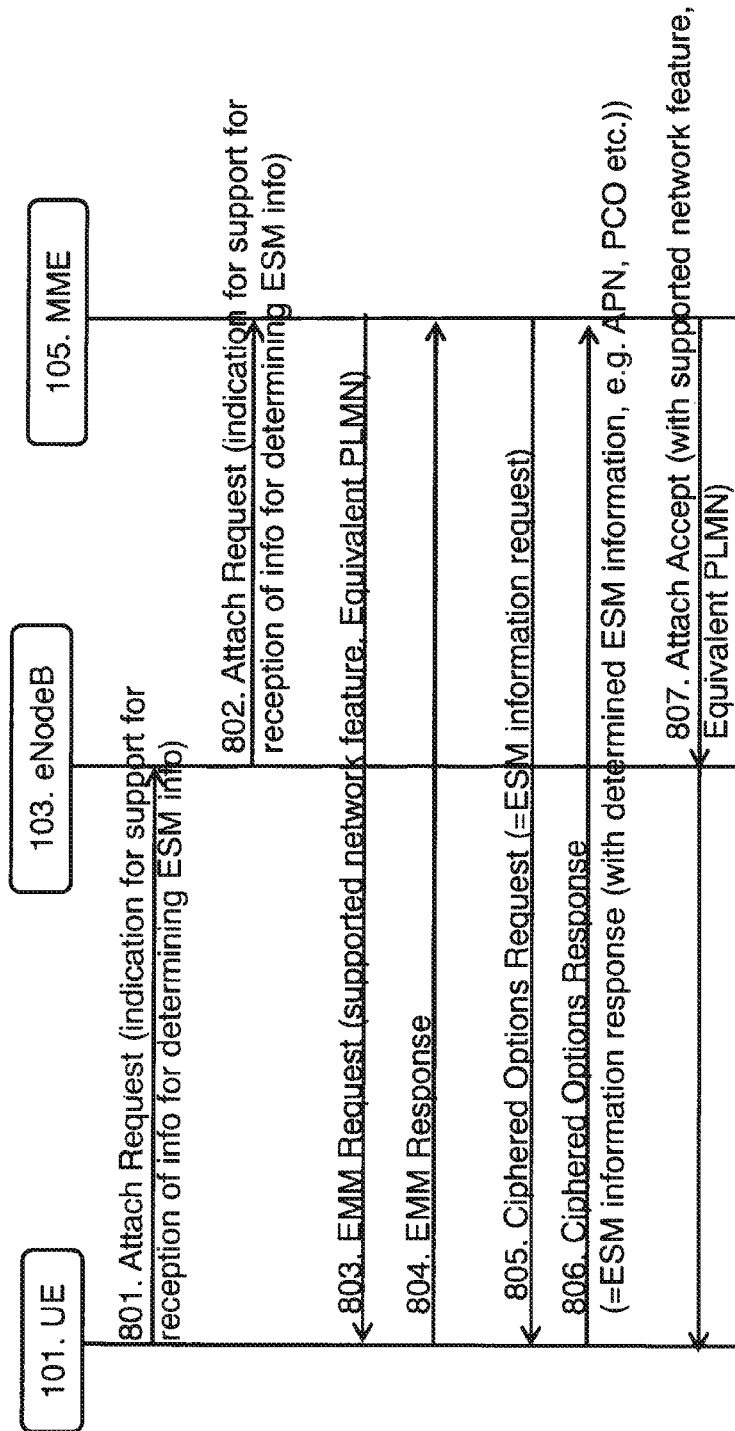 101. UE
103. eNodeB
105. MME
801. Attach Request (indication for support for
reception of info for determining ESM info)
802. Attach Request (indication for support for
reception of info for determining ESM info)
803. EMM Request (supported network feature, Equivalent PLMN)
804. EMM Response
805. Ciphered Options Request (=ESM information request)
806. Ciphered Options Response
(=ESM information response (with determined ESM information, e.g. APN, PCO etc.))
807. Attach Accept (with supported network feature,
Equivalent PLMN)